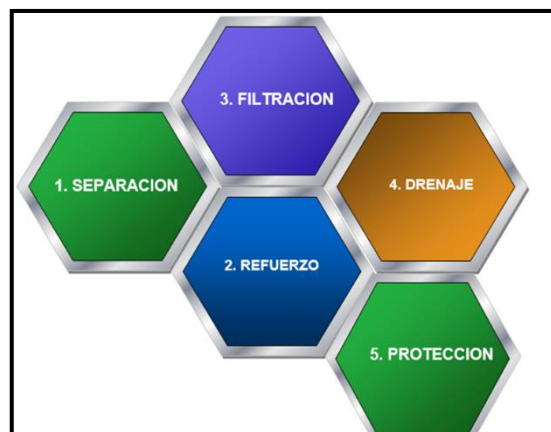 3. FILTRACION
1. SEPARACION
4. DRENAJE
2. REFUERZO
5. PROTECCION